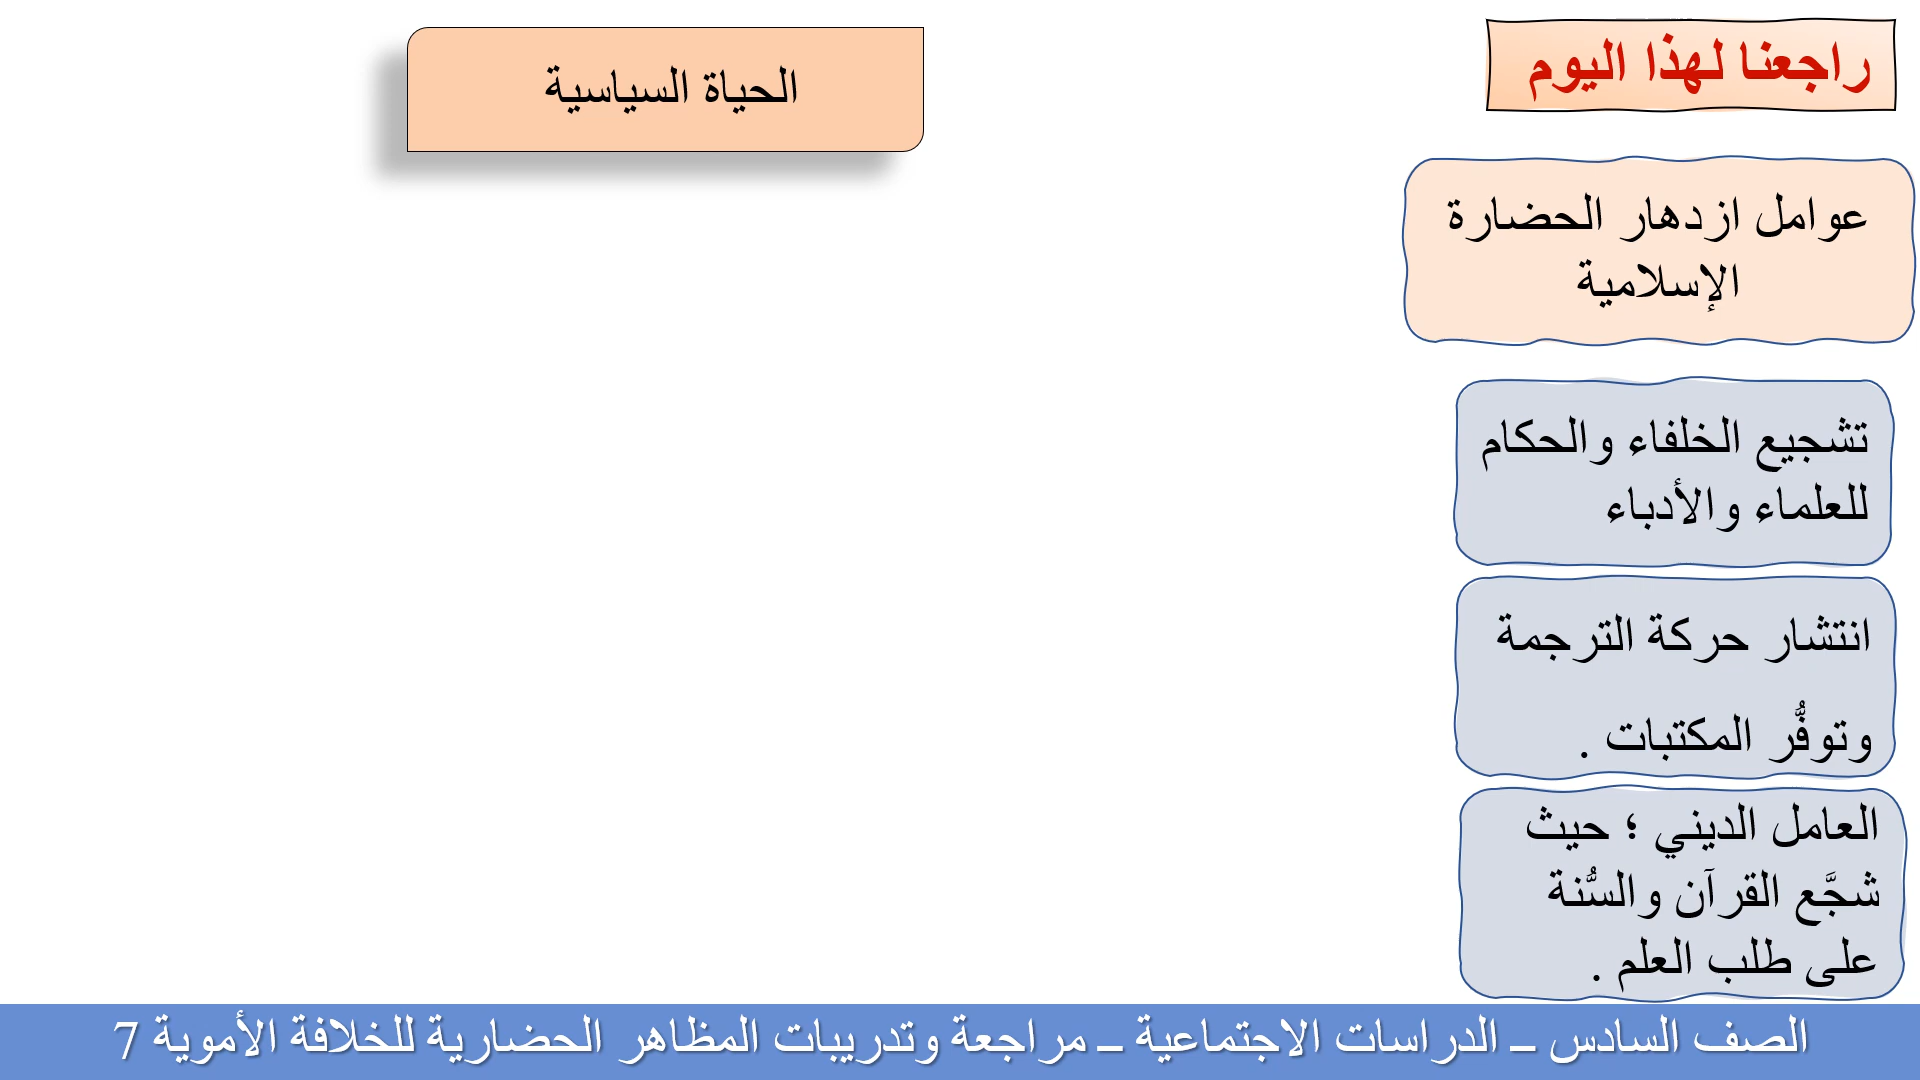 راجعنا لهذا اليوم
الحياة السياسية
عوامل ازدهار الحضارة
الإسلامية
تشجيع الخلفاء والحكام
للعلماء والأدباء
انتشار حركة الترجمة
وتوفُّر المكتبات .
العامل الديني ؛ حيث
شجَّع القرآن والسُّنة
على طلب العلم .
الصف السادس – الدراسات الاجتماعية – مراجعة وتدريبات المظاهر الحضارية للخلافة الأموية 7